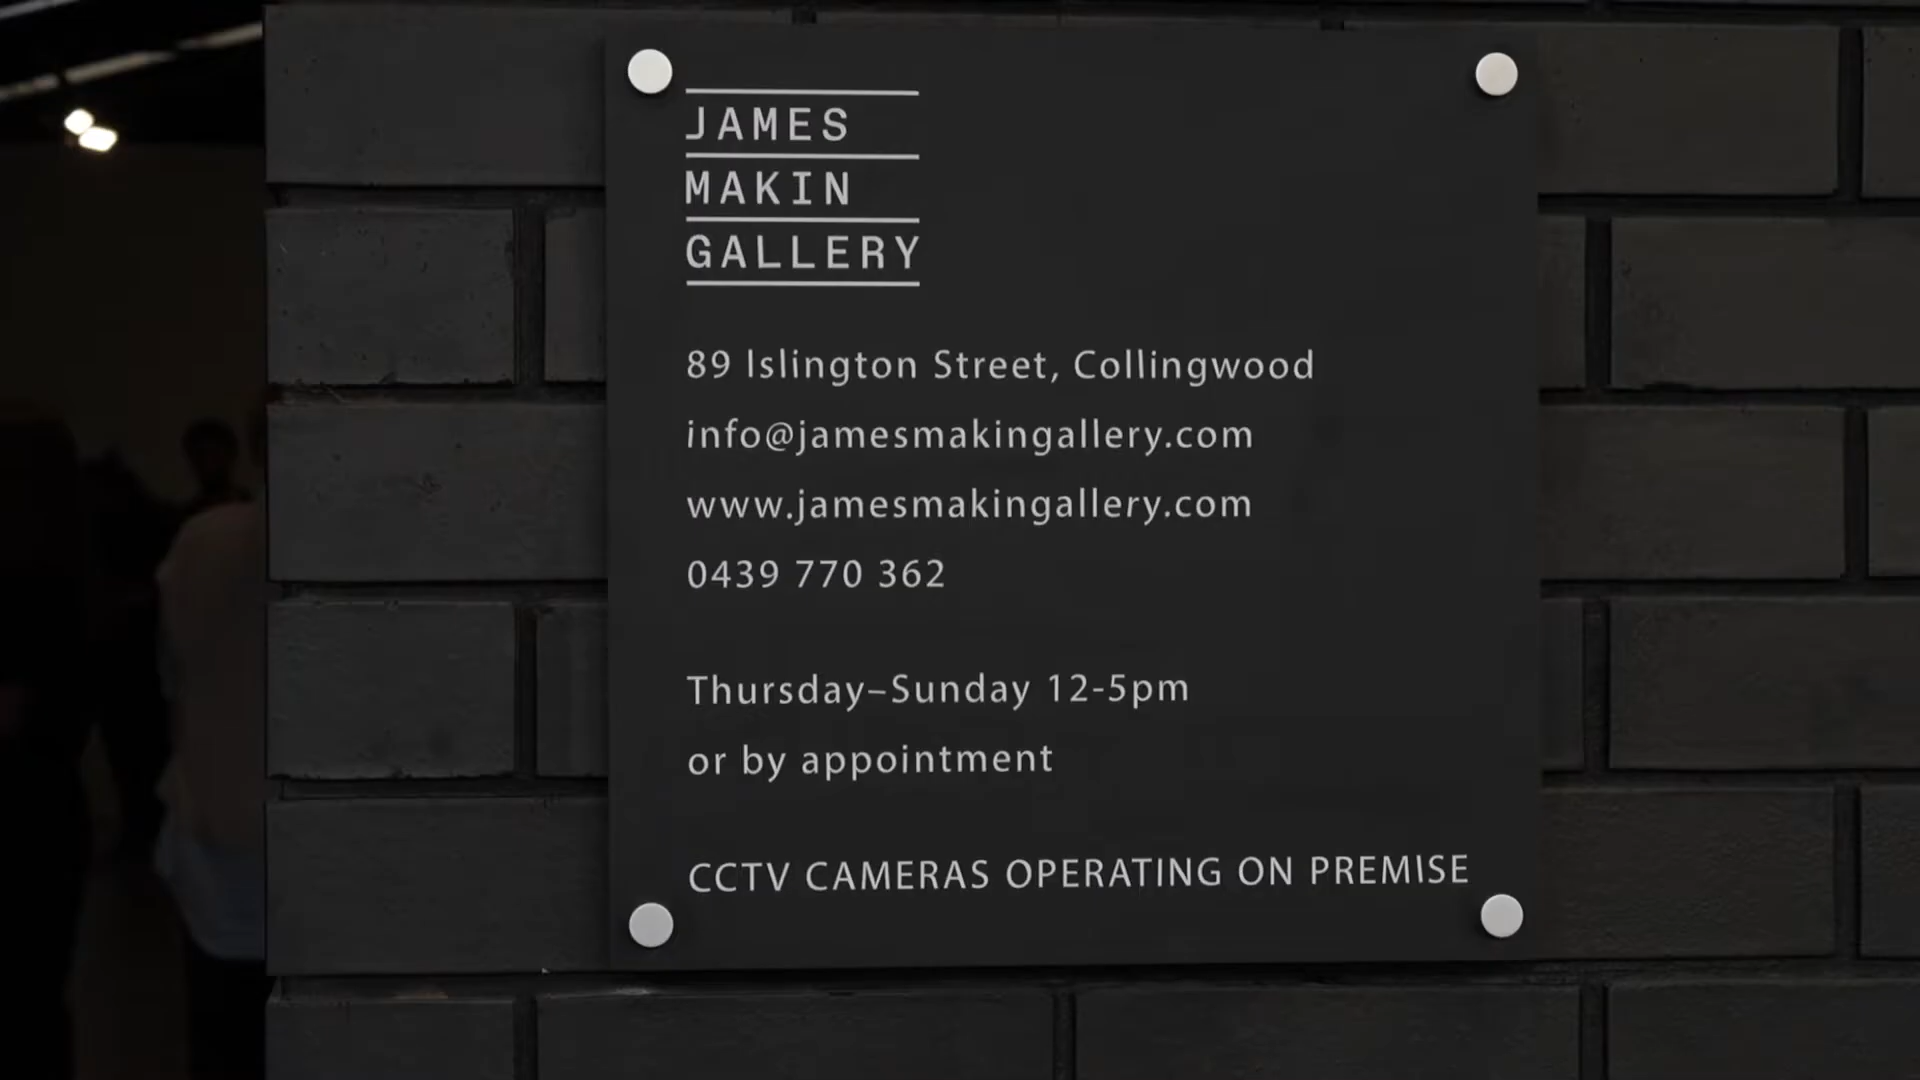 JAMES
MAKIN
GALLERY
89 Islington Street, Collingwood
info@jamesmakingallery.com
www.jamesmakingallery.com
0439 770 362
Thursday–Sunday 12-5pm
or by appointment
CCTV CAMERAS OPERATING ON PREMISE